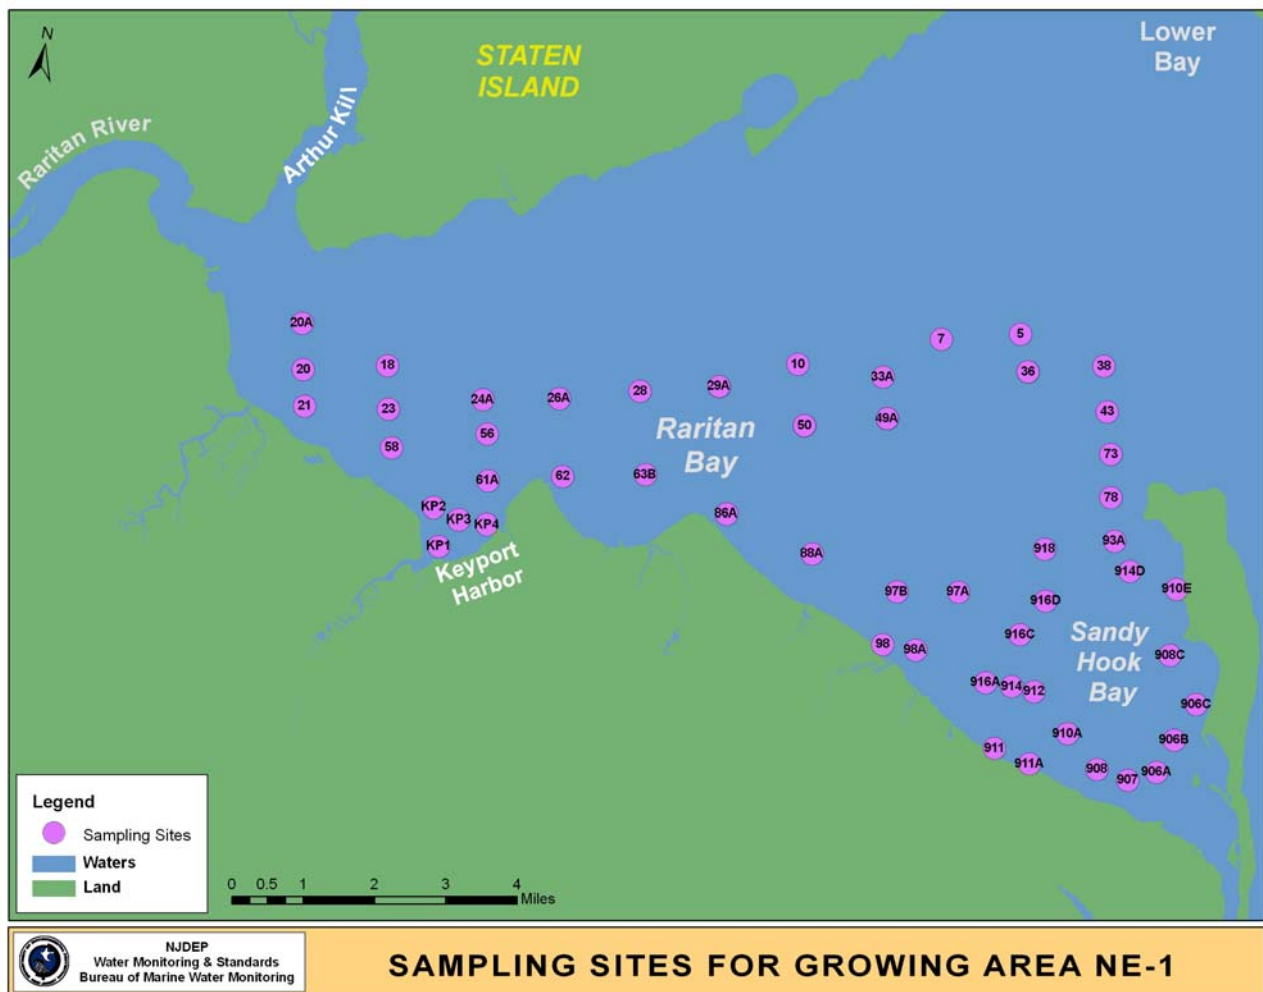 N
STATEN
ISLAND
Lower
Bay
Raritan River
Arthur Kill
20A
5
7
10
18
38
20
36
33A
29A
28
26A
24A
21
23
43
49A
50
56
Raritan
Bay
58
73
63B
62
61A
78
KP2
86A
KP3
KP4
93A
KP1
918
88A
Keyport
Harbor
914D
910E
97B
97A
916D
916C
Sandy
Hook
Bay
98
98A
908C
916A
914
912
906C
910A
906B
911
911A
908
907
906A
Legend
Sampling Sites
Waters
Land
0 0.5 1 2 3 4
Miles
NJDEP
Water Monitoring & Standards
Bureau of Marine Water Monitoring
SAMPLING SITES FOR GROWING AREA NE-1